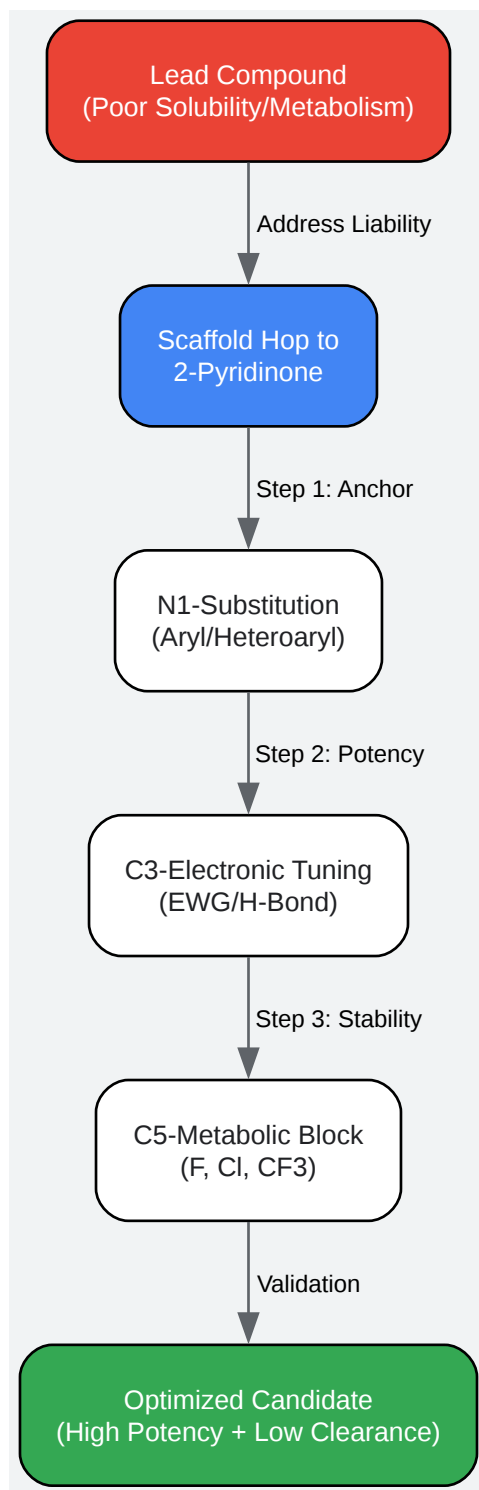 Lead Compound
(Poor Solubility/Metabolism)
Address Liability
Scaffold Hop to
2-Pyridinone
Step 1: Anchor
N1-Substitution
(Aryl/Heteroaryl)
Step 2: Potency
C3-Electronic Tuning
(EWG/H-Bond)
Step 3: Stability
C5-Metabolic Block
(F, Cl, CF3)
Validation
Optimized Candidate
(High Potency + Low Clearance)